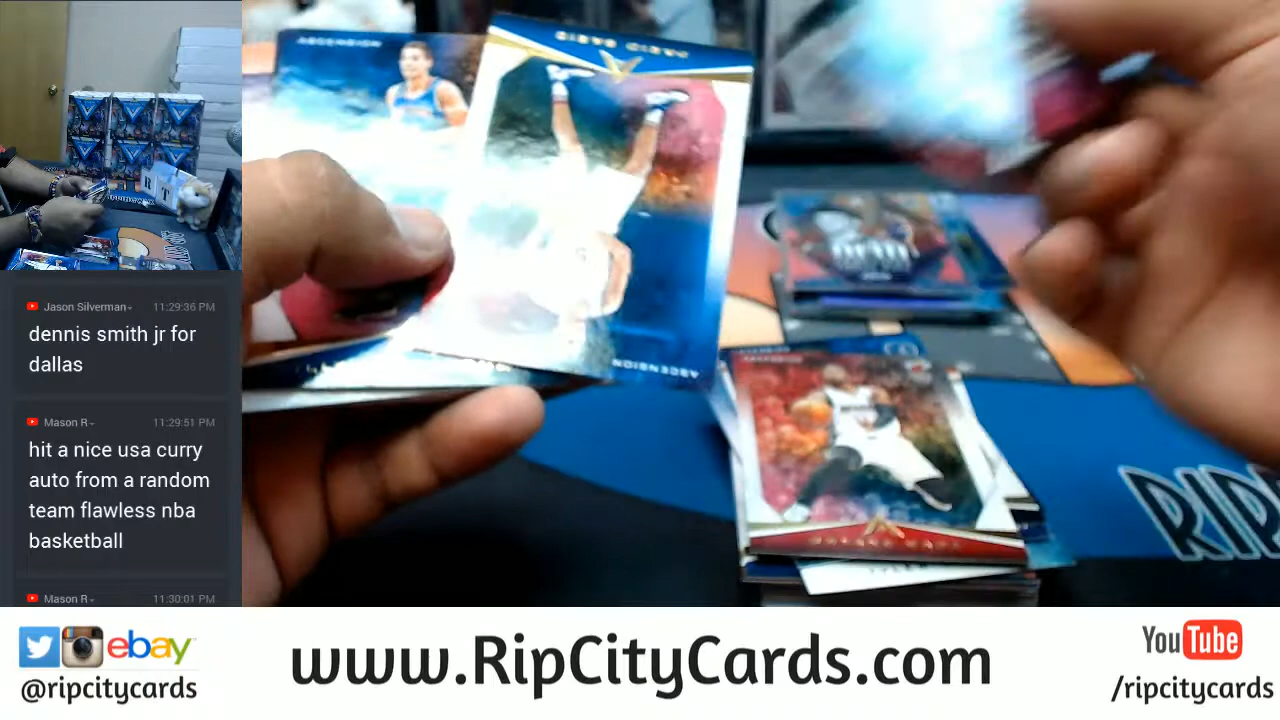 ASCENSION
ASCENSION
Jason Silverman
11:29:36 PM
dennis smith jr for
dallas
Mason R
11:29:51 PM
hit a nice usa curry
auto from a random
team flawless nba
basketball
Mason R
11:30:01 PM
ebay
@ripcitycards
www.RipCityCards.com
YouTube
/ripcitycards